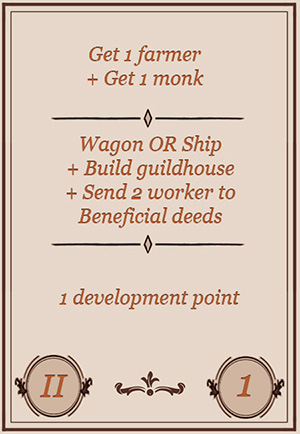 Get 1 farmer
+ Get 1 monk
Wagon OR Ship
+ Build guildhouse
+ Send 2 worker to
Beneficial deeds
1 development point
II
1